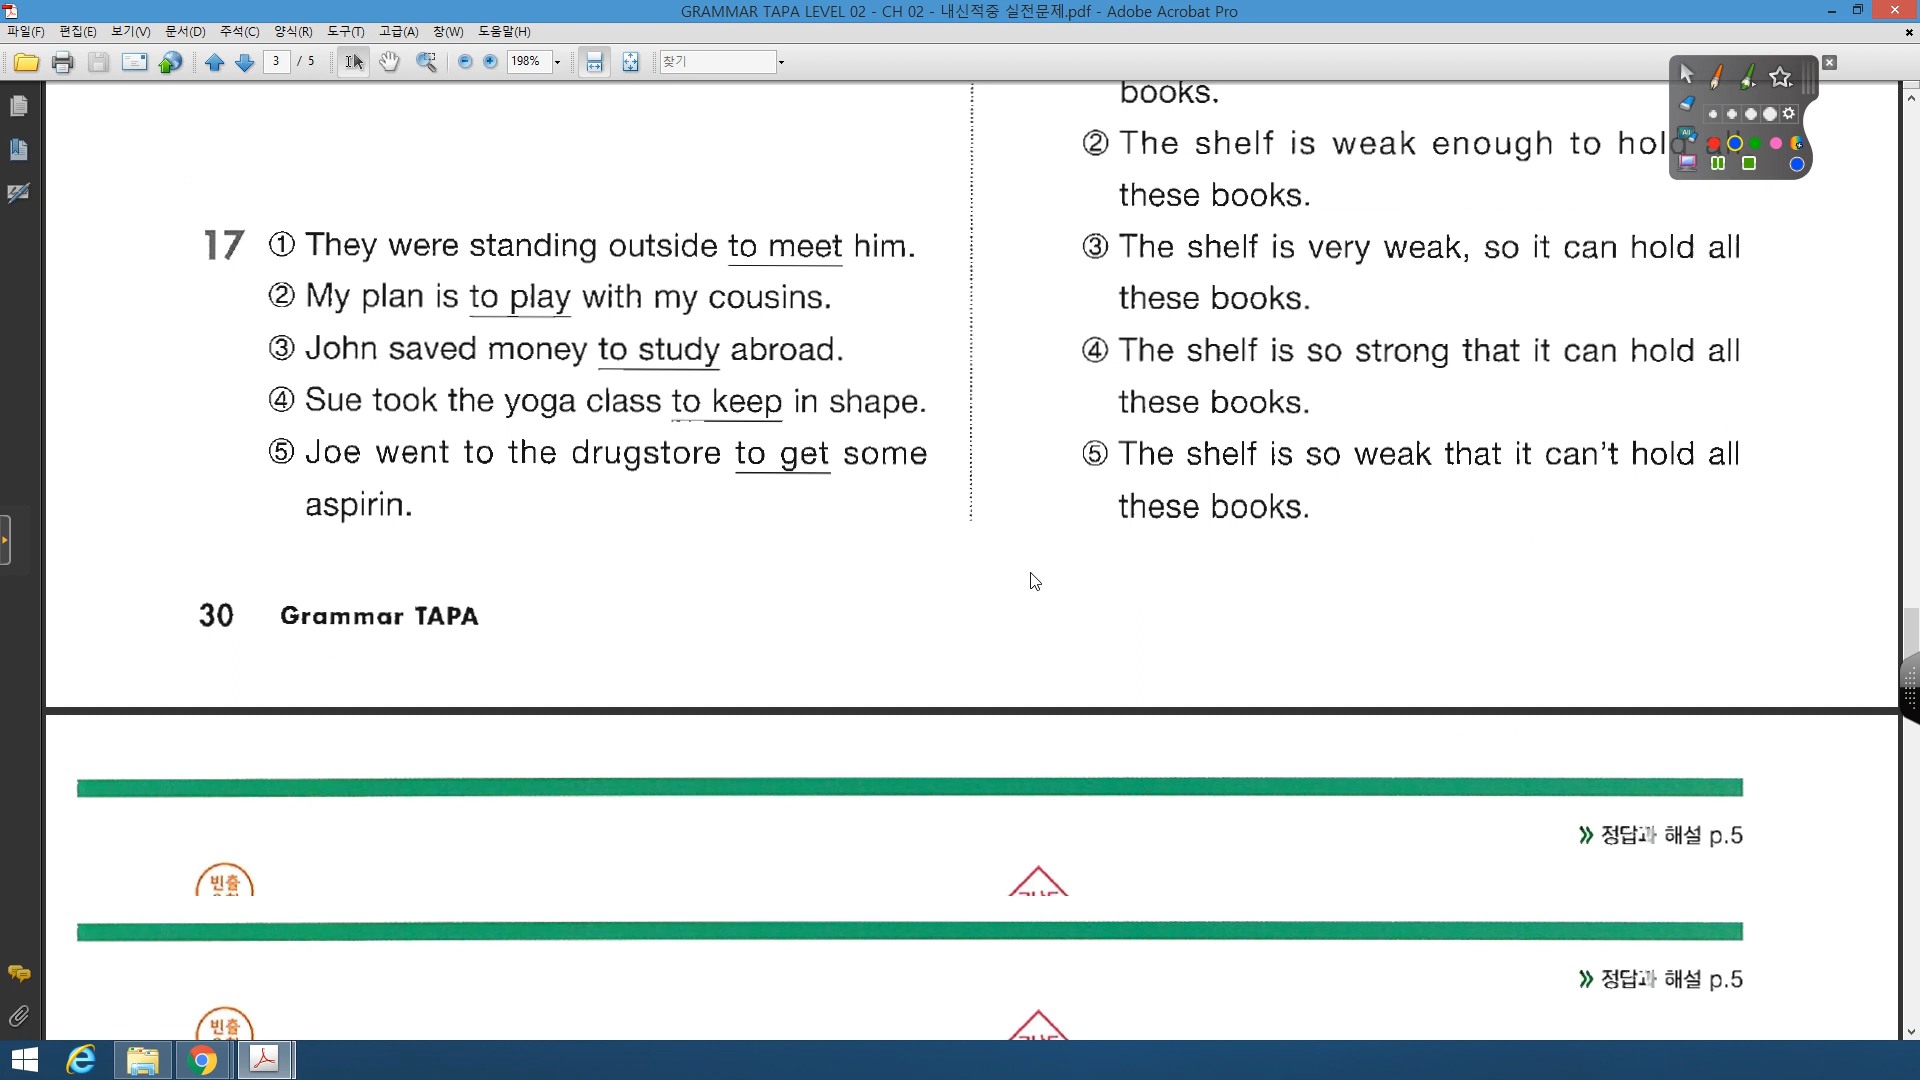 GRAMMAR TAPA LEVEL 02 - CH 02 - 내신적중 실전문제.pdf - Adobe Acrobat Pro
파일(F) 편집(E) 보기(V) 문서(D) 주석(C) 양식(R) 도구(T) 고급(A) 창(W) 도움말(H)
3 / 5 198% 찾기
17 ① They were standing outside to meet him.
② My plan is to play with my cousins.
③ John saved money to study abroad.
④ Sue took the yoga class to keep in shape.
⑤ Joe went to the drugstore to get some
aspirin.
books.
② The shelf is weak enough to hold all
these books.
③ The shelf is very weak, so it can hold all
these books.
④ The shelf is so strong that it can hold all
these books.
⑤ The shelf is so weak that it can't hold all
these books.
All
30 Grammar TAPA
정답과 해설 p.5
빈출
정답과 해설 p.5
빈출